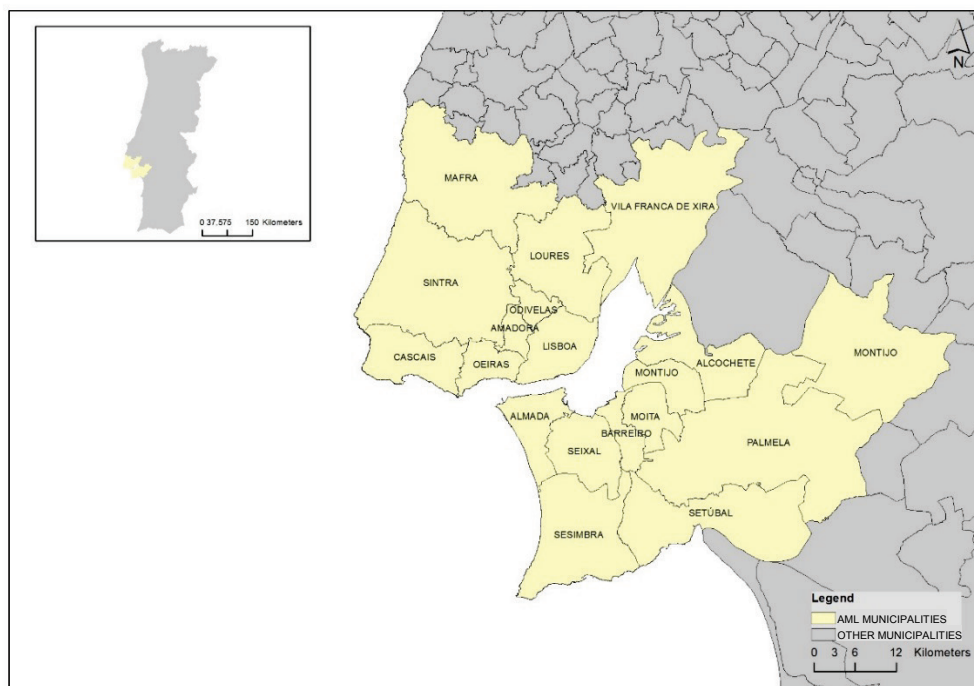 N
0 37,575 150 Kilometers
MAFRA
VILA FRANCA DE XIRA
LOURES
SINTRA
ODIVELAS
AMADORA
LISBOA
CASCAIS
OEIRAS
ALCOCHETE
MONTIJO
MONTIJO
ALMADA
MOITA
BARREIRO
PALMELA
SEIXAL
SETÚBAL
SESIMBRA
Legend
AML MUNICIPALITIES
OTHER MUNICIPALITIES
0 3 6 12 Kilometers